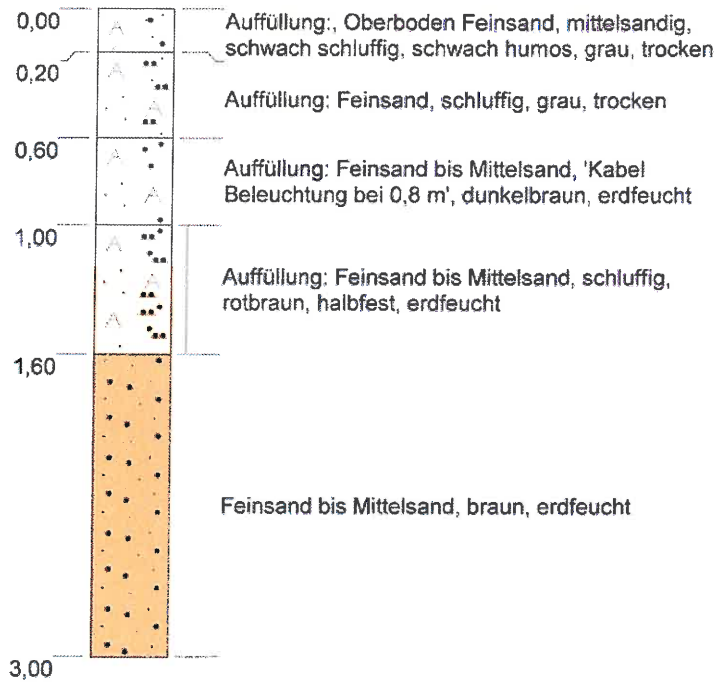 0,00
Auffüllung:, Oberboden Feinsand, mittelsandig,
schwach schluffig, schwach humos, grau, trocken
0,20
Auffüllung: Feinsand, schluffig, grau, trocken
0,60
Auffüllung: Feinsand bis Mittelsand, 'Kabel
Beleuchtung bei 0,8 m', dunkelbraun, erdfeucht
1,00
Auffüllung: Feinsand bis Mittelsand, schluffig,
rotbraun, halbfest, erdfeucht
1,60
Feinsand bis Mittelsand, braun, erdfeucht
3,00
A
A
A
A
A
A
A
A